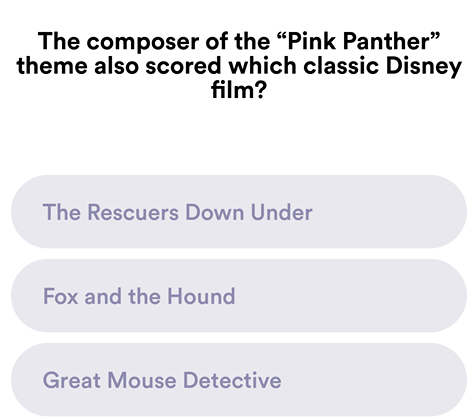 The composer of the “Pink Panther”
theme also scored which classic Disney
film?
The Rescuers Down Under
Fox and the Hound
Great Mouse Detective